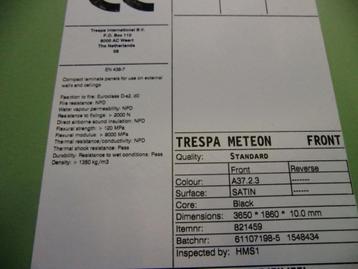 CE
Trespa International B.V.
P.O. Box 110
6000 AC Weert
The Netherlands
08
EN 438-7
Compact laminate panels for use on external
walls and ceilings
Reaction to fire: Euroclass D-s2, d0
Fire resistance: NPD
Water vapour permeability: NPD
Resistance to fixings: > 2000 N
Direct airborne sound insulation: NPD
Flexural strength: > 120 MPa
Flexural modulus: > 9000 MPa
Thermal resistance/conductivity: NPD
Thermal shock resistance: Pass
Durability: Resistance to wet conditions: Pass
Density: > 1350 kg/m3
TRESPA METEON FRONT
Quality: STANDARD
Front Reverse
Colour: A37.2.3 ------
Surface: SATIN ------
Core: Black
Dimensions: 3650 * 1860 * 10.0 mm
Itemnr: 821459
Batchnr: 61107198-5 1548434
Inspected by: HMS1